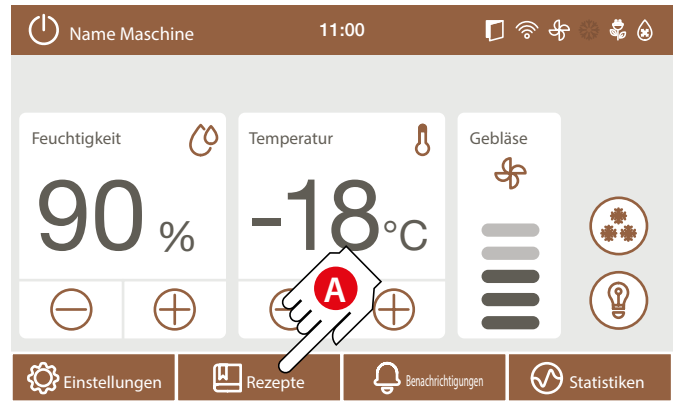 Name Maschine 11:00
Feuchtigkeit Temperatur Gebläse
90 % -18 °C
A
Einstellungen Rezepte Benachrichtigungen Statistiken